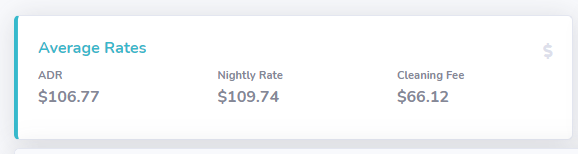 Average Rates
$
ADR Nightly Rate Cleaning Fee
$106.77 $109.74 $66.12